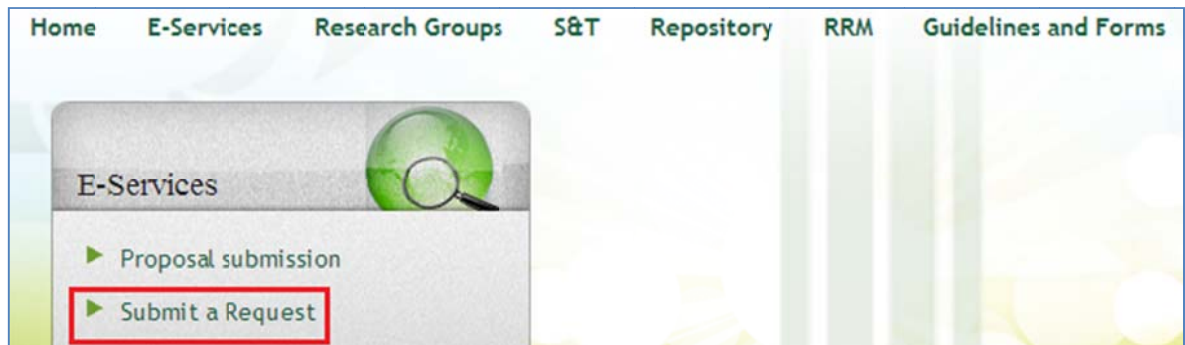 Home E-Services Research Groups S&T Repository RRM Guidelines and Forms
E-Services
Proposal submission
Submit a Request